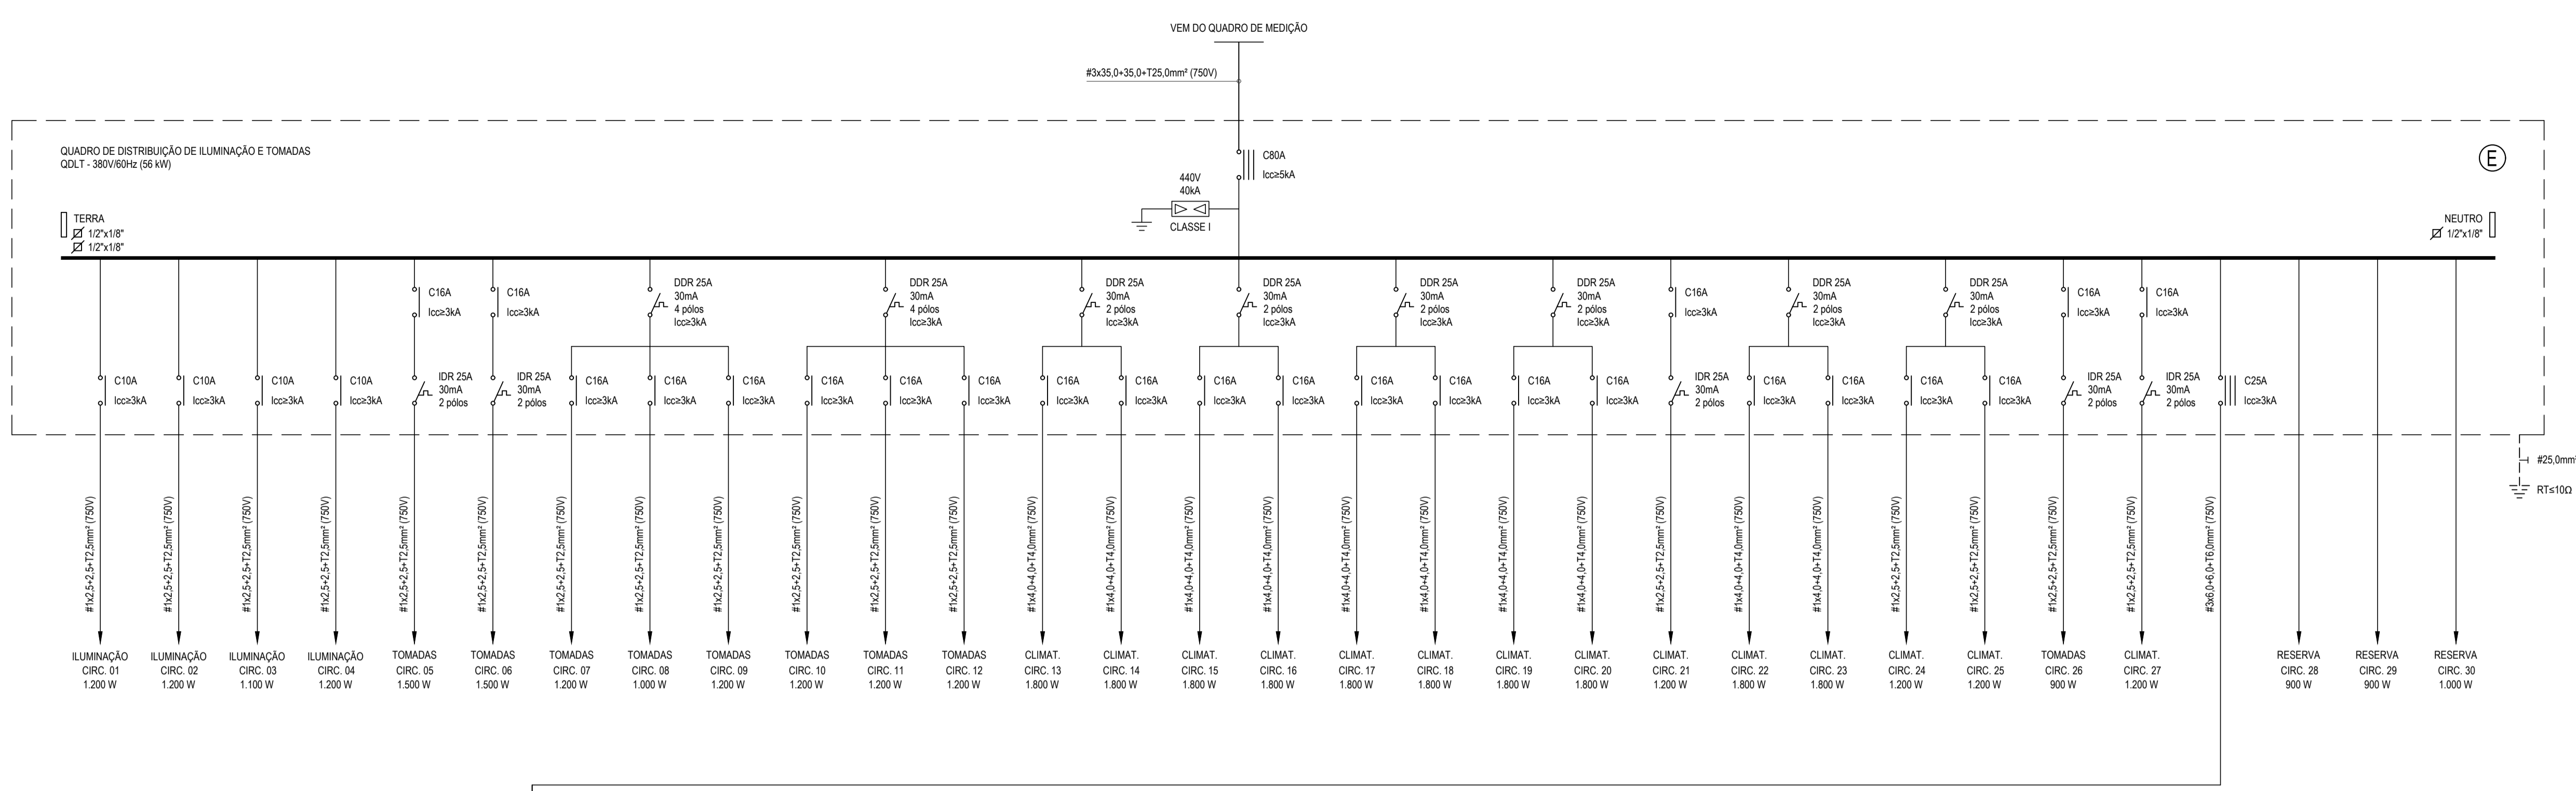 VEM DO QUADRO DE MEDIÇÃO
#3x35,0+35,0+T25,0mm² (750V)
QUADRO DE DISTRIBUIÇÃO DE ILUMINAÇÃO E TOMADAS
QDLT - 380V/60Hz (56 kW)
C80A
Icc≥5kA
E
440V
40kA
CLASSE I
TERRA
1/2"x1/8"
1/2"x1/8"
NEUTRO
1/2"x1/8"
C16A
Icc≥3kA
C16A
Icc≥3kA
DDR 25A
30mA
4 pólos
Icc≥3kA
DDR 25A
30mA
4 pólos
Icc≥3kA
DDR 25A
30mA
2 pólos
Icc≥3kA
DDR 25A
30mA
2 pólos
Icc≥3kA
DDR 25A
30mA
2 pólos
Icc≥3kA
DDR 25A
30mA
2 pólos
Icc≥3kA
C16A
Icc≥3kA
DDR 25A
30mA
2 pólos
Icc≥3kA
DDR 25A
30mA
2 pólos
Icc≥3kA
C16A
Icc≥3kA
C16A
Icc≥3kA
C10A
Icc≥3kA
C10A
Icc≥3kA
C10A
Icc≥3kA
C10A
Icc≥3kA
IDR 25A
30mA
2 pólos
IDR 25A
30mA
2 pólos
C16A
Icc≥3kA
C16A
Icc≥3kA
C16A
Icc≥3kA
C16A
Icc≥3kA
C16A
Icc≥3kA
C16A
Icc≥3kA
C16A
Icc≥3kA
C16A
Icc≥3kA
C16A
Icc≥3kA
C16A
Icc≥3kA
C16A
Icc≥3kA
C16A
Icc≥3kA
C16A
Icc≥3kA
C16A
Icc≥3kA
IDR 25A
30mA
2 pólos
C16A
Icc≥3kA
C16A
Icc≥3kA
C16A
Icc≥3kA
C16A
Icc≥3kA
IDR 25A
30mA
2 pólos
IDR 25A
30mA
2 pólos
C25A
Icc≥3kA
#25,0mm²
RT≤10Ω
#1x2,5+2,5+T2,5mm² (750V)
#1x2,5+2,5+T2,5mm² (750V)
#1x2,5+2,5+T2,5mm² (750V)
#1x2,5+2,5+T2,5mm² (750V)
#1x2,5+2,5+T2,5mm² (750V)
#1x2,5+2,5+T2,5mm² (750V)
#1x2,5+2,5+T2,5mm² (750V)
#1x2,5+2,5+T2,5mm² (750V)
#1x2,5+2,5+T2,5mm² (750V)
#1x2,5+2,5+T2,5mm² (750V)
#1x2,5+2,5+T2,5mm² (750V)
#1x2,5+2,5+T2,5mm² (750V)
#1x4,0+4,0+T4,0mm² (750V)
#1x4,0+4,0+T4,0mm² (750V)
#1x4,0+4,0+T4,0mm² (750V)
#1x4,0+4,0+T4,0mm² (750V)
#1x4,0+4,0+T4,0mm² (750V)
#1x4,0+4,0+T4,0mm² (750V)
#1x4,0+4,0+T4,0mm² (750V)
#1x4,0+4,0+T4,0mm² (750V)
#1x2,5+2,5+T2,5mm² (750V)
#1x4,0+4,0+T4,0mm² (750V)
#1x4,0+4,0+T4,0mm² (750V)
#1x2,5+2,5+T2,5mm² (750V)
#1x2,5+2,5+T2,5mm² (750V)
#1x2,5+2,5+T2,5mm² (750V)
#1x2,5+2,5+T2,5mm² (750V)
#3x6,0+6,0+T6,0mm² (750V)
ILUMINAÇÃO
CIRC. 01
1.200 W
ILUMINAÇÃO
CIRC. 02
1.200 W
ILUMINAÇÃO
CIRC. 03
1.100 W
ILUMINAÇÃO
CIRC. 04
1.200 W
TOMADAS
CIRC. 05
1.500 W
TOMADAS
CIRC. 06
1.500 W
TOMADAS
CIRC. 07
1.200 W
TOMADAS
CIRC. 08
1.000 W
TOMADAS
CIRC. 09
1.200 W
TOMADAS
CIRC. 10
1.200 W
TOMADAS
CIRC. 11
1.200 W
TOMADAS
CIRC. 12
1.200 W
CLIMAT.
CIRC. 13
1.800 W
CLIMAT.
CIRC. 14
1.800 W
CLIMAT.
CIRC. 15
1.800 W
CLIMAT.
CIRC. 16
1.800 W
CLIMAT.
CIRC. 17
1.800 W
CLIMAT.
CIRC. 18
1.800 W
CLIMAT.
CIRC. 19
1.800 W
CLIMAT.
CIRC. 20
1.800 W
CLIMAT.
CIRC. 21
1.200 W
CLIMAT.
CIRC. 22
1.800 W
CLIMAT.
CIRC. 23
1.800 W
CLIMAT.
CIRC. 24
1.200 W
CLIMAT.
CIRC. 25
1.200 W
TOMADAS
CIRC. 26
900 W
CLIMAT.
CIRC. 27
1.200 W
RESERVA
CIRC. 28
900 W
RESERVA
CIRC. 29
900 W
RESERVA
CIRC. 30
1.000 W